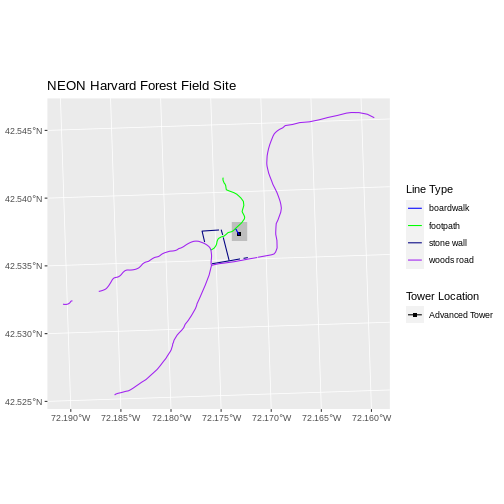 NEON Harvard Forest Field Site
42.545°N
42.540°N
42.535°N
42.530°N
42.525°N
72.190°W 72.185°W 72.180°W 72.175°W 72.170°W 72.165°W 72.160°W
Line Type
boardwalk
footpath
stone wall
woods road
Tower Location
Advanced Tower